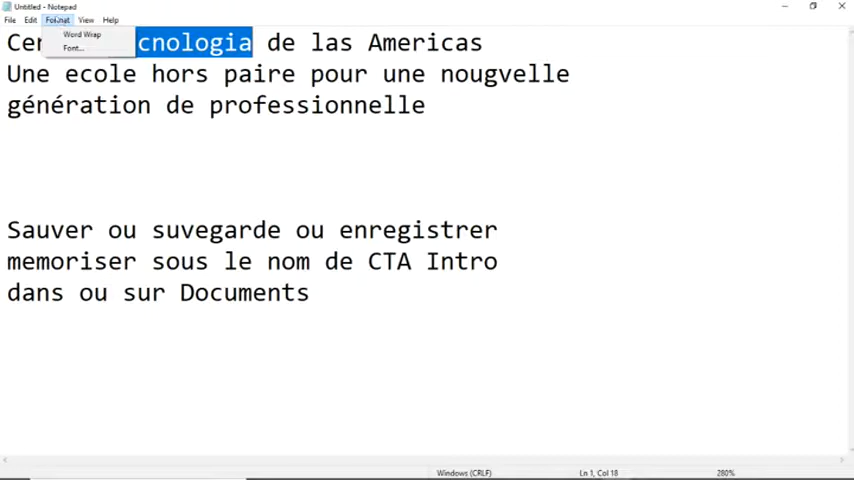 Untitled - Notepad
File Edit Format View Help
Word Wrap
Font...
Cer cnologia de las Americas
Une ecole hors paire pour une nougvelle
génération de professionnelle
Sauver ou suvegarde ou enregistrer
memoriser sous le nom de CTA Intro
dans ou sur Documents
Windows (CRLF) Ln 1, Col 18 280%